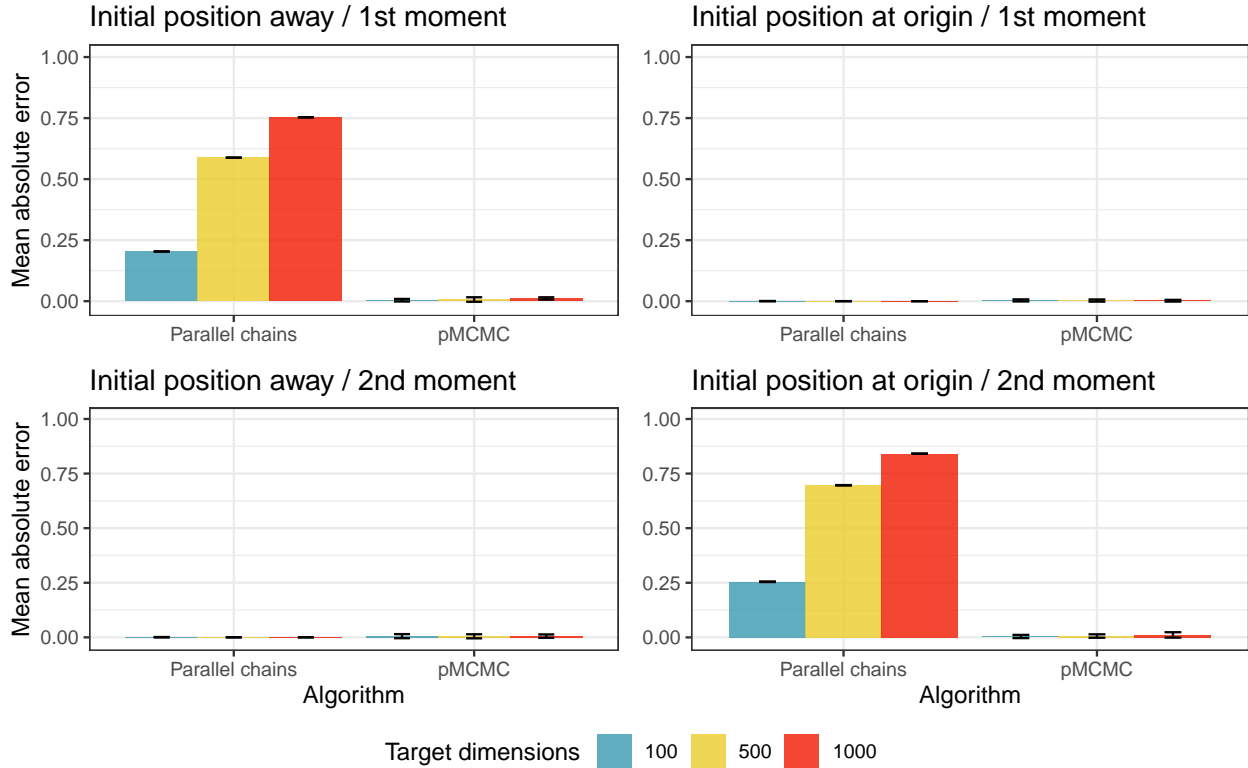 Initial position away / 1st moment
Mean absolute error
1.00
0.75
0.50
0.25
0.00
Parallel chains pMCMC
Initial position at origin / 1st moment
1.00
0.75
0.50
0.25
0.00
Parallel chains pMCMC
Initial position away / 2nd moment
Mean absolute error
1.00
0.75
0.50
0.25
0.00
Parallel chains pMCMC
Algorithm
Initial position at origin / 2nd moment
1.00
0.75
0.50
0.25
0.00
Parallel chains pMCMC
Algorithm
Target dimensions 100 500 1000